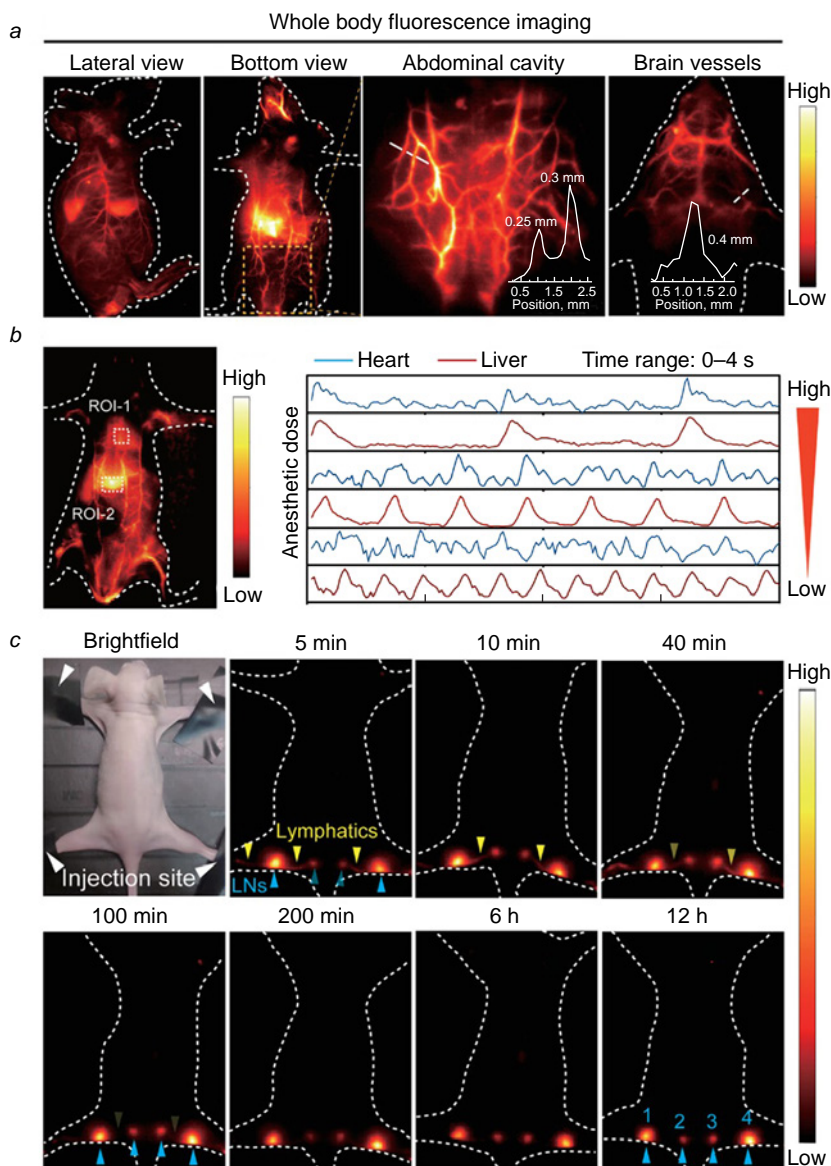 Whole body fluorescence imaging
a
Lateral view
Bottom view
Abdominal cavity
Brain vessels
High
Low
0.25 mm
0.3 mm
0.5 1.0 1.5 2.0 2.5
Position, mm
0.4 mm
0.5 1.0 1.5 2.0
Position, mm
b
ROI-1
ROI-2
High
Low
Heart
Liver
Time range: 0–4 s
Anesthetic dose
High
Low
c
Brightfield
5 min
10 min
40 min
High
Injection site
Lymphatics
LNs
100 min
200 min
6 h
12 h
1 2 3 4
Low